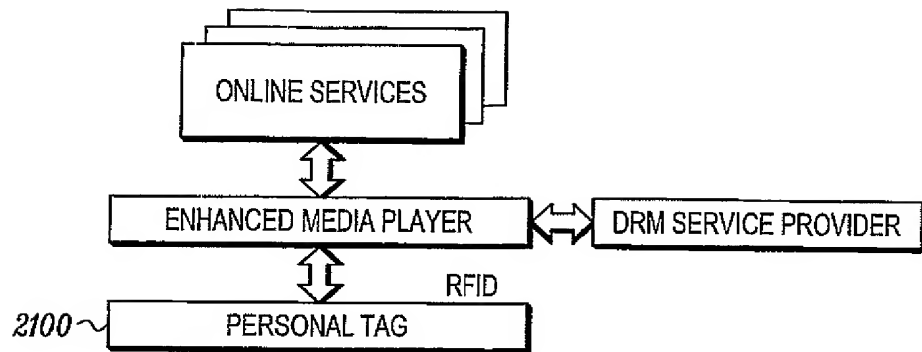 ONLINE SERVICES
ENHANCED MEDIA PLAYER
DRM SERVICE PROVIDER
RFID
2100
PERSONAL TAG